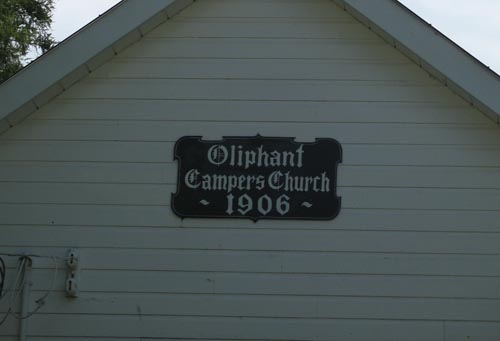 Oliphant
Campers Church
~ 1906 ~